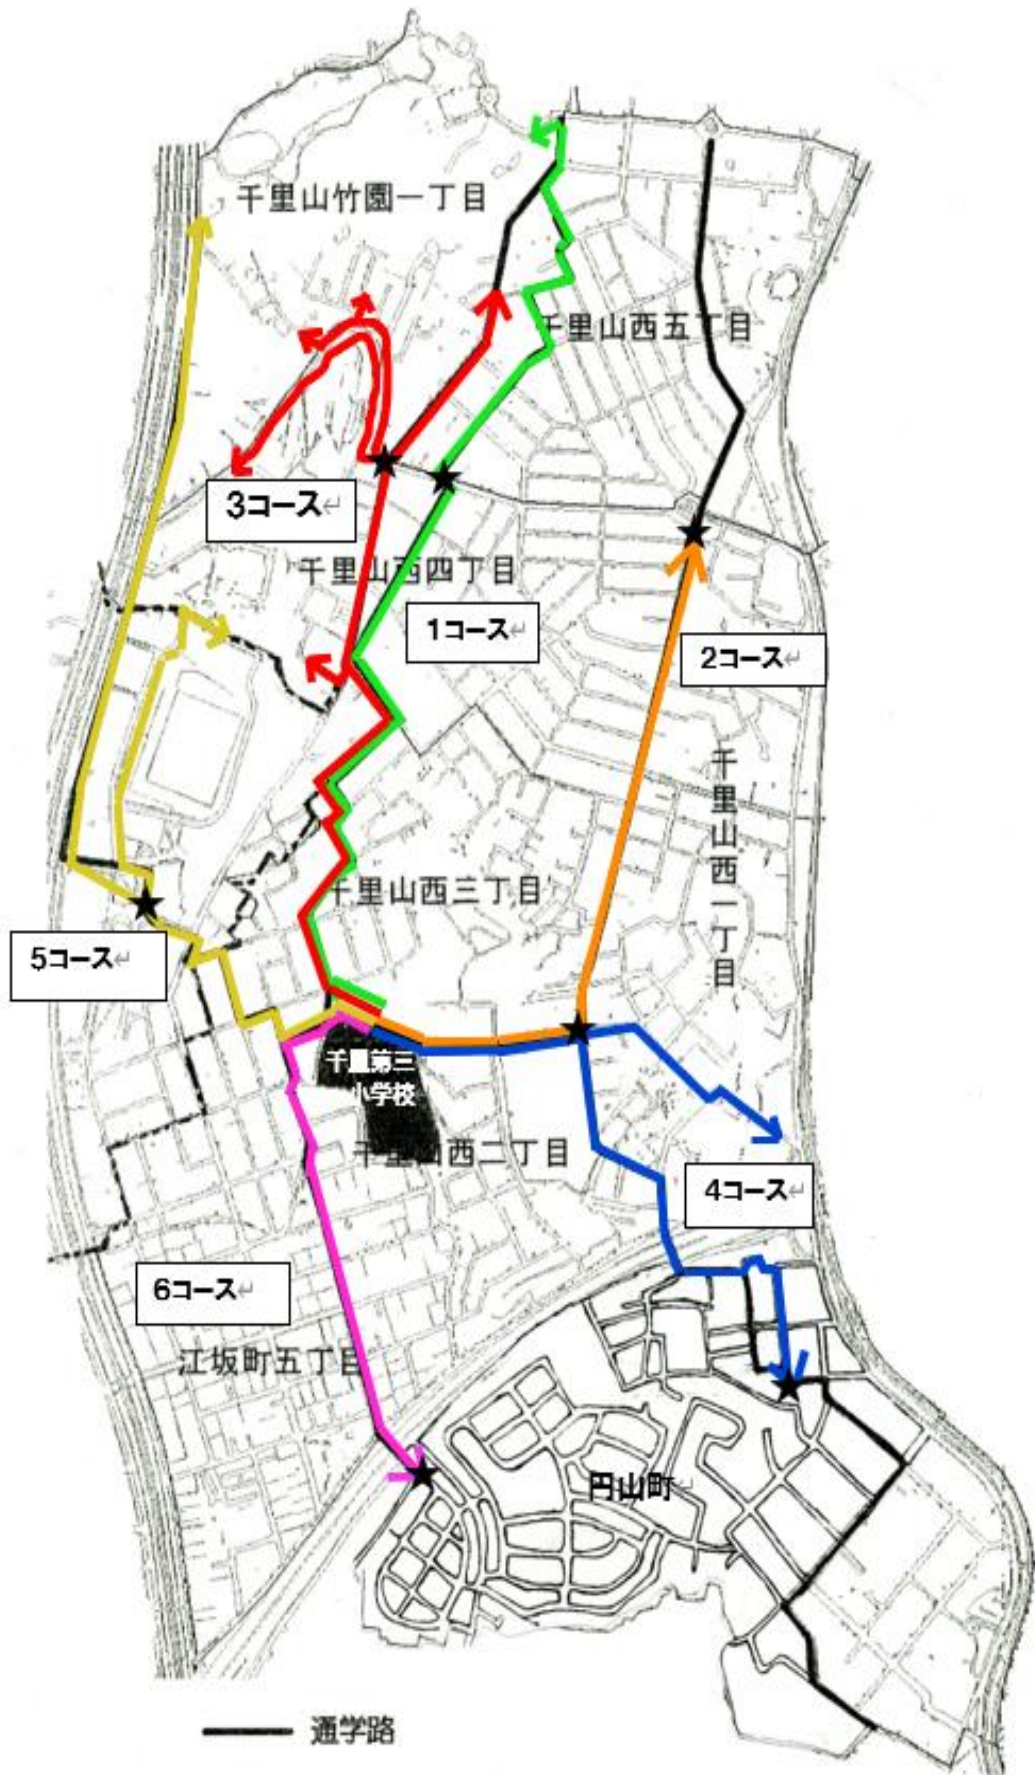 千里山竹園一丁目
千里山西五丁目
3コース↵
千里山西四丁目
1コース↵
2コース↵
千里山西一丁目
千里山西三丁目
5コース↵
千里第三
小学校
千里山西二丁目
4コース↵
6コース↵
江坂町五丁目
円山町↵
通学路